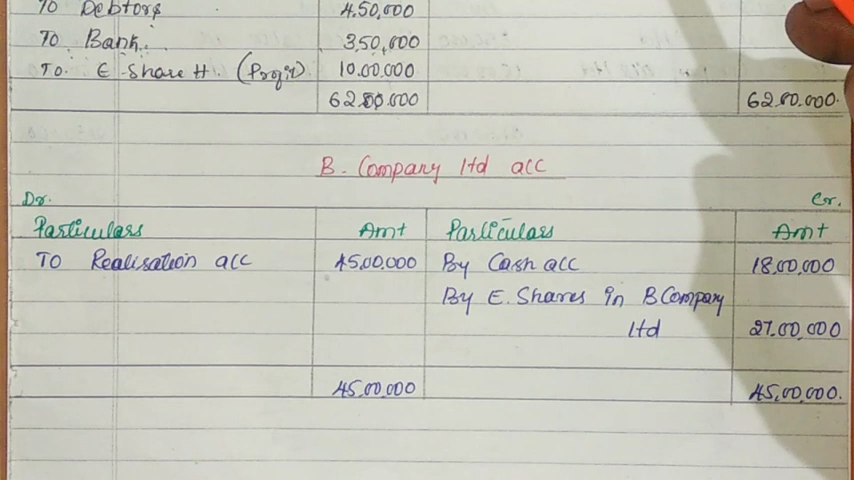 To Debtors 4,50,000
To Bank 3,50,000
To. E Share H. (Profit) 10,00,000
62,50,000 62,50,000.
B. Company ltd acc
Dr. Cr.
Particulars Amt Particulars Amt
To Realisation acc 45,00,000 By Cash acc 18,00,000
By E. Shares in B Company
ltd 27,00,000
45,00,000 45,00,000.